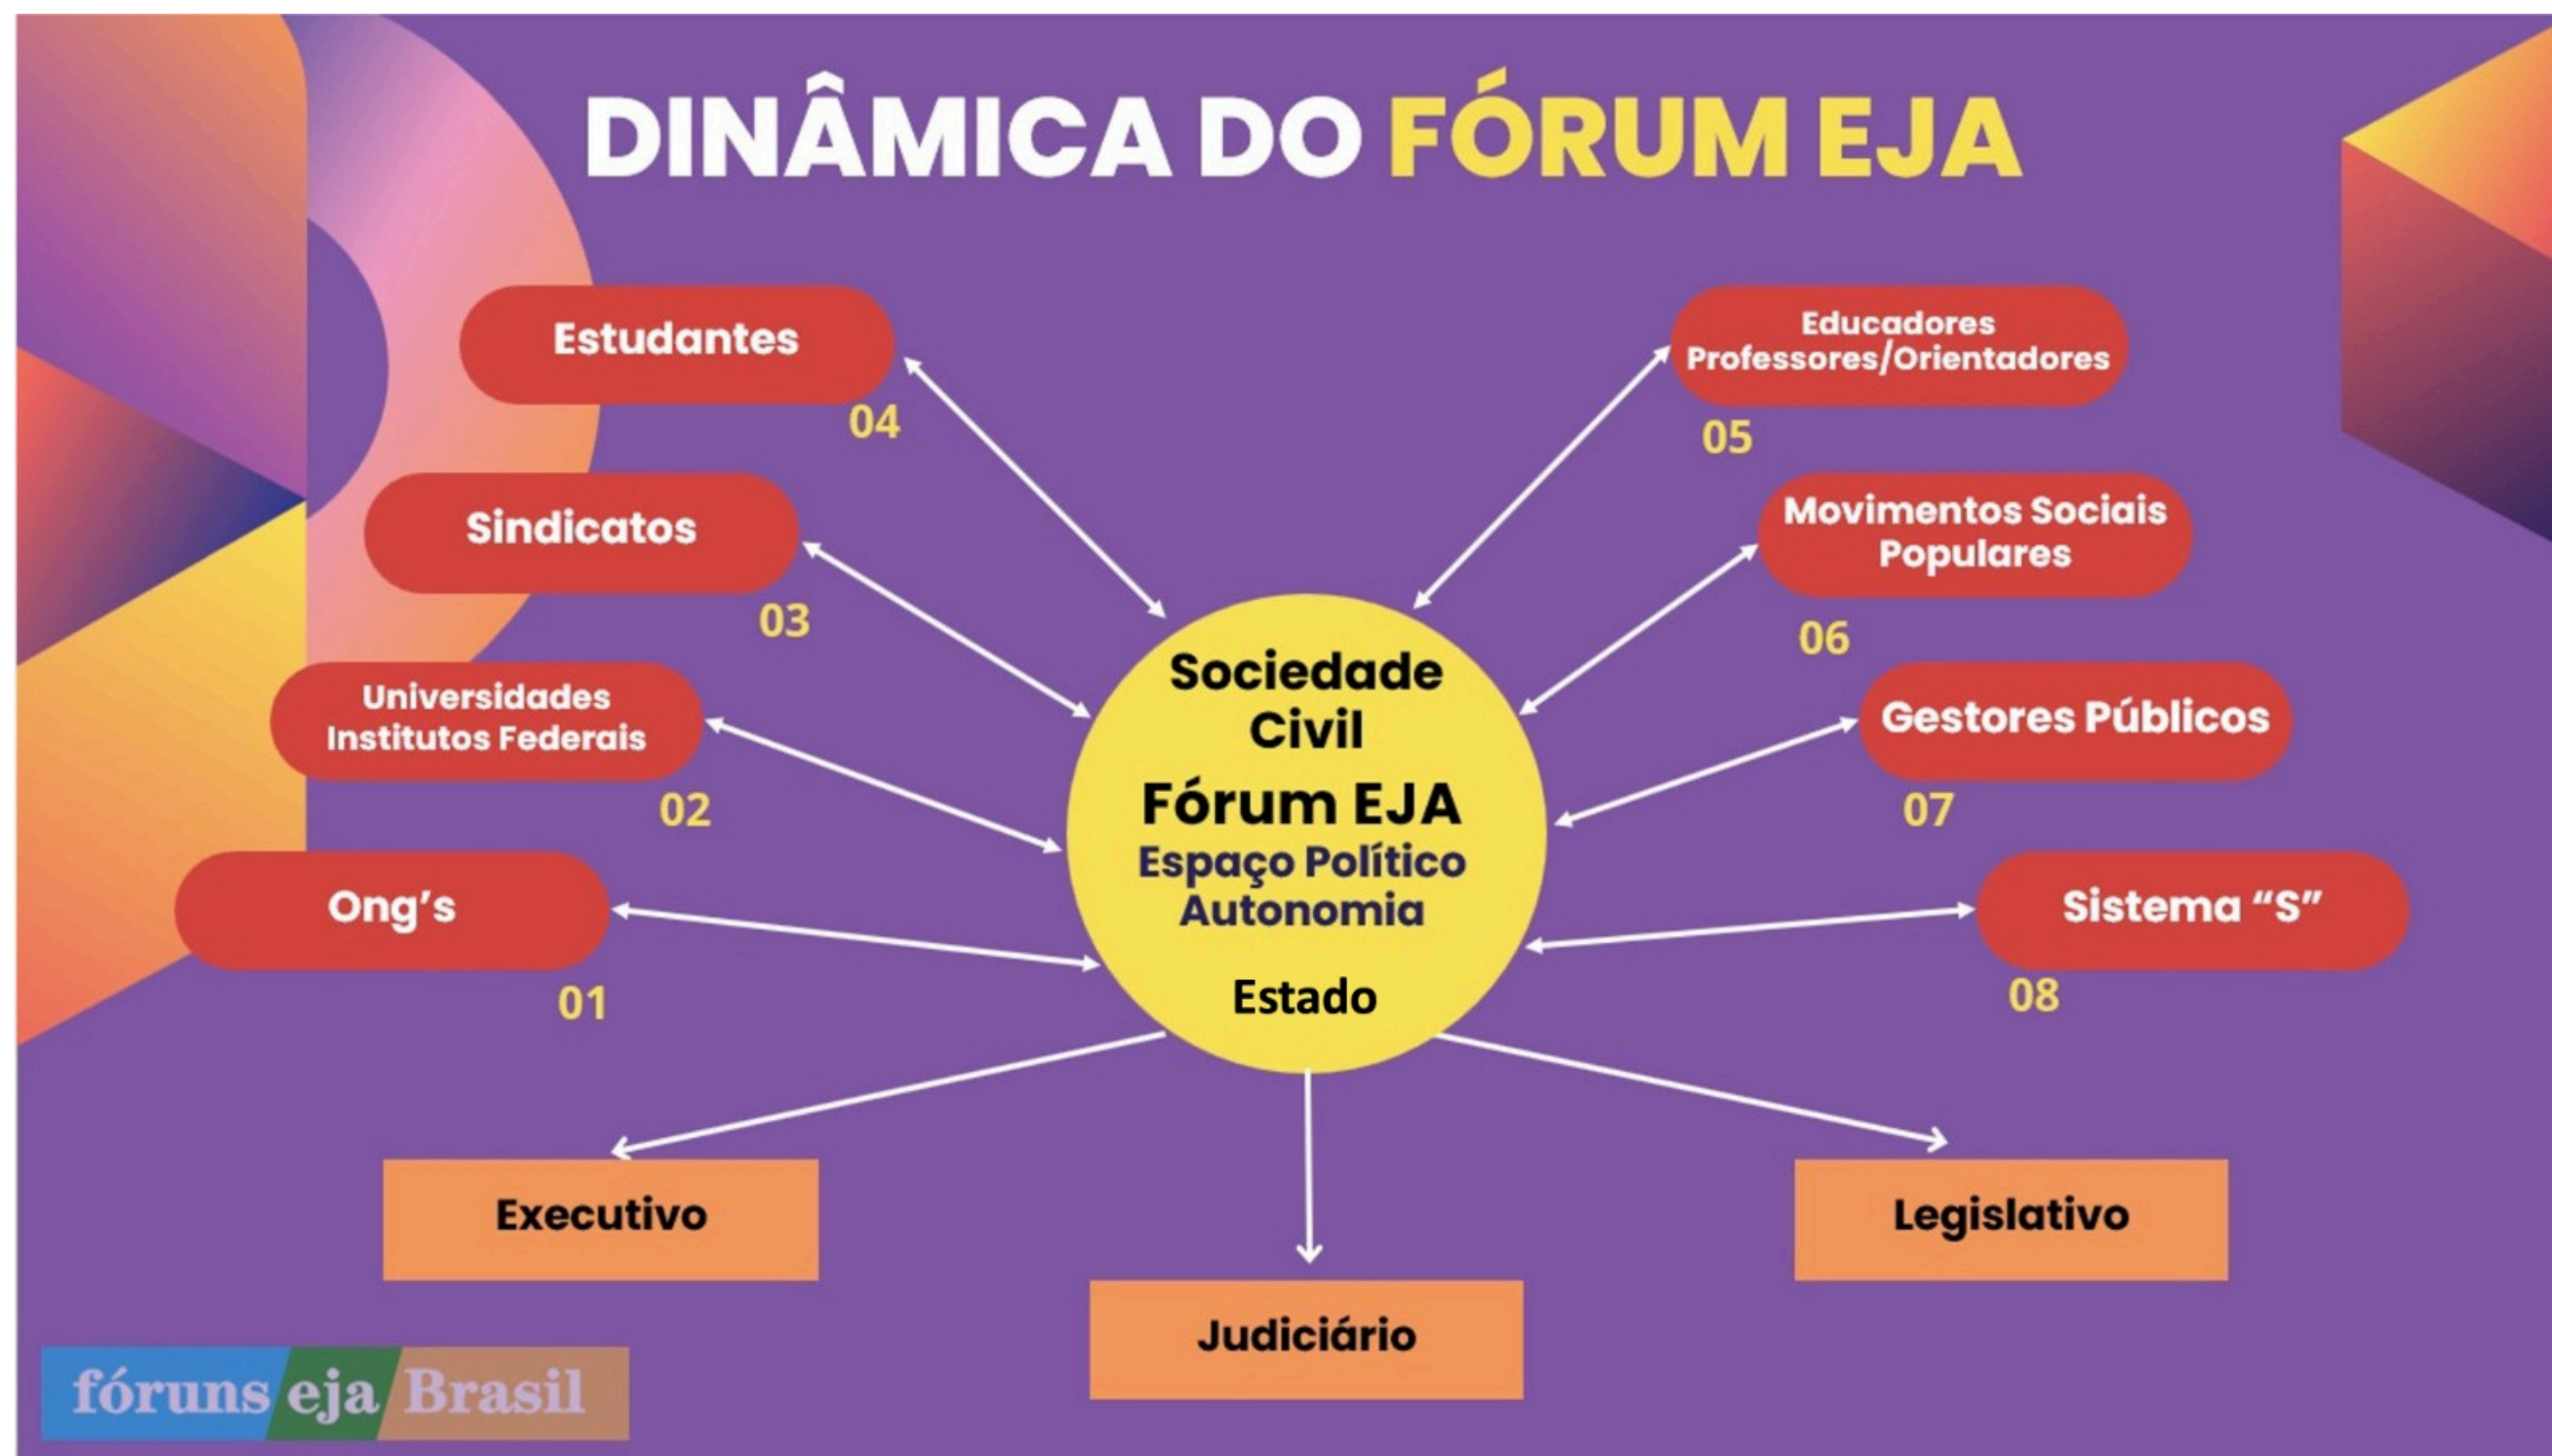 DINÂMICA DO FÓRUM EJA
Estudantes
04
Sindicatos
03
Universidades
Institutos Federais
02
Ong's
01
Educadores
Professores/Orientadores
05
Movimentos Sociais
Populares
06
Gestores Públicos
07
Sistema “S”
08
Sociedade
Civil
Fórum EJA
Espaço Político
Autonomia
Estado
Executivo
Judiciário
Legislativo
fóruns eja Brasil